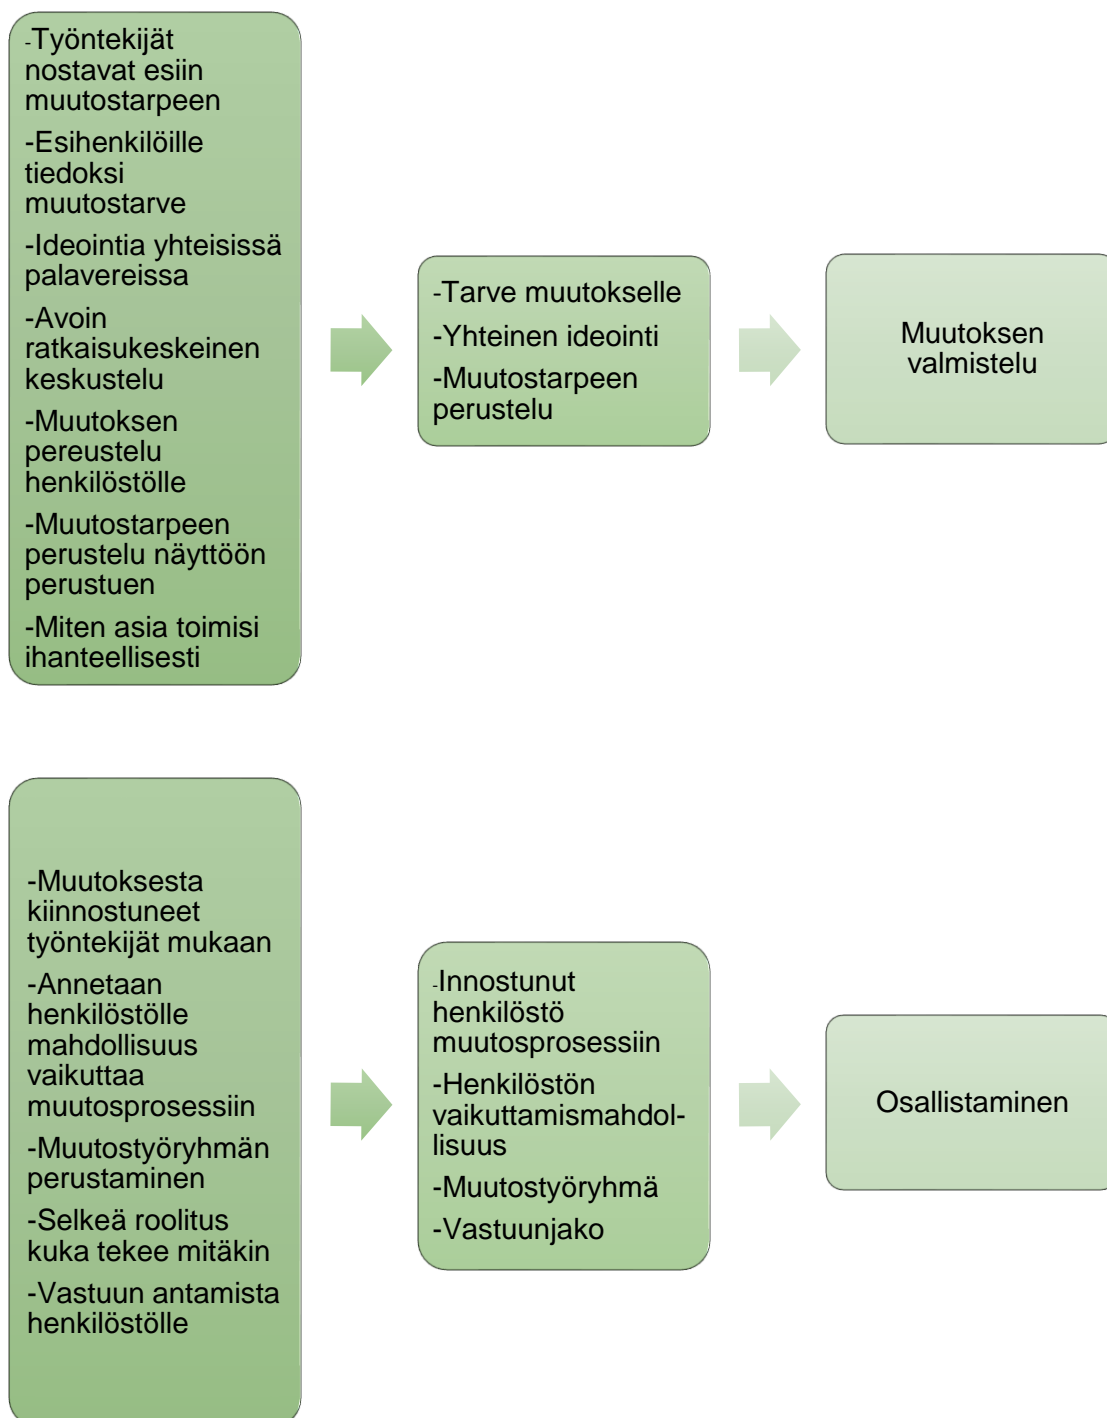 -Työntekijät
nostavat esiin
muutostarpeen
-Esihenkilöille
tiedoksi
muutostarve
-Ideointia yhteisissä
palavereissa
-Avoin
ratkaisukeskeinen
keskustelu
-Muutoksen
pereustelu
henkilöstölle
-Muutostarpeen
perustelu näyttöön
perustuen
-Miten asia toimisi
ihanteellisesti
-Tarve muutokselle
-Yhteinen ideointi
-Muutostarpeen
perustelu
Muutoksen
valmistelu
-Muutoksesta
kiinnostuneet
työntekijät mukaan
-Annetaan
henkilöstölle
mahdollisuus
vaikuttaa
muutosprosessiin
-Muutostyöryhmän
perustaminen
-Selkeä roolitus
kuka tekee mitäkin
-Vastuun antamista
henkilöstölle
-Innostunut
henkilöstö
muutosprosessiin
-Henkilöstön
vaikuttamismahdol-
lisuus
-Muutostyöryhmä
-Vastuunjako
Osallistaminen